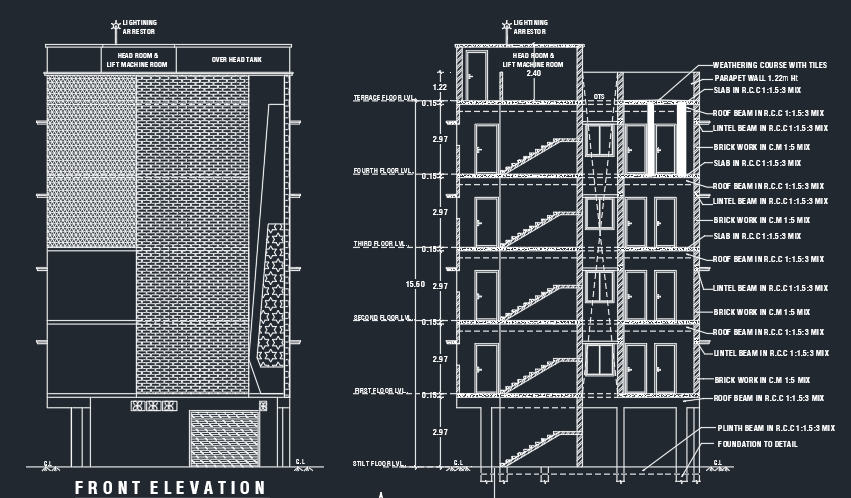 LIGHTINING
ARRESTOR
HEAD ROOM &
LIFT MACHINE ROOM
OVER HEAD TANK
G.L
G.L
FRONT ELEVATION
LIGHTINING
ARRESTOR
HEAD ROOM &
LIFT MACHINE ROOM
2.40
1.22
OTS
TERRACE FLOOR LVL.
0.15
2.97
FOURTH FLOOR LVL.
0.15
2.97
THIRD FLOOR LVL.
0.15
15.60
2.97
SECOND FLOOR LVL.
0.15
2.97
FIRST FLOOR LVL.
0.15
2.97
STILT FLOOR LVL.
G.L
G.L
WEATHERING COURSE WITH TILES
PARAPET WALL 1.22m Ht
SLAB IN R.C.C 1:1.5:3 MIX
ROOF BEAM IN R.C.C 1:1.5:3 MIX
LINTEL BEAM IN R.C.C 1:1.5:3 MIX
BRICK WORK IN C.M 1:5 MIX
SLAB IN R.C.C 1:1.5:3 MIX
ROOF BEAM IN R.C.C 1:1.5:3 MIX
LINTEL BEAM IN R.C.C 1:1.5:3 MIX
BRICK WORK IN C.M 1:5 MIX
SLAB IN R.C.C 1:1.5:3 MIX
ROOF BEAM IN R.C.C 1:1.5:3 MIX
LINTEL BEAM IN R.C.C 1:1.5:3 MIX
BRICK WORK IN C.M 1:5 MIX
ROOF BEAM IN R.C.C 1:1.5:3 MIX
LINTEL BEAM IN R.C.C 1:1.5:3 MIX
BRICK WORK IN C.M 1:5 MIX
ROOF BEAM IN R.C.C 1:1.5:3 MIX
PLINTH BEAM IN R.C.C 1:1.5:3 MIX
FOUNDATION TO DETAIL